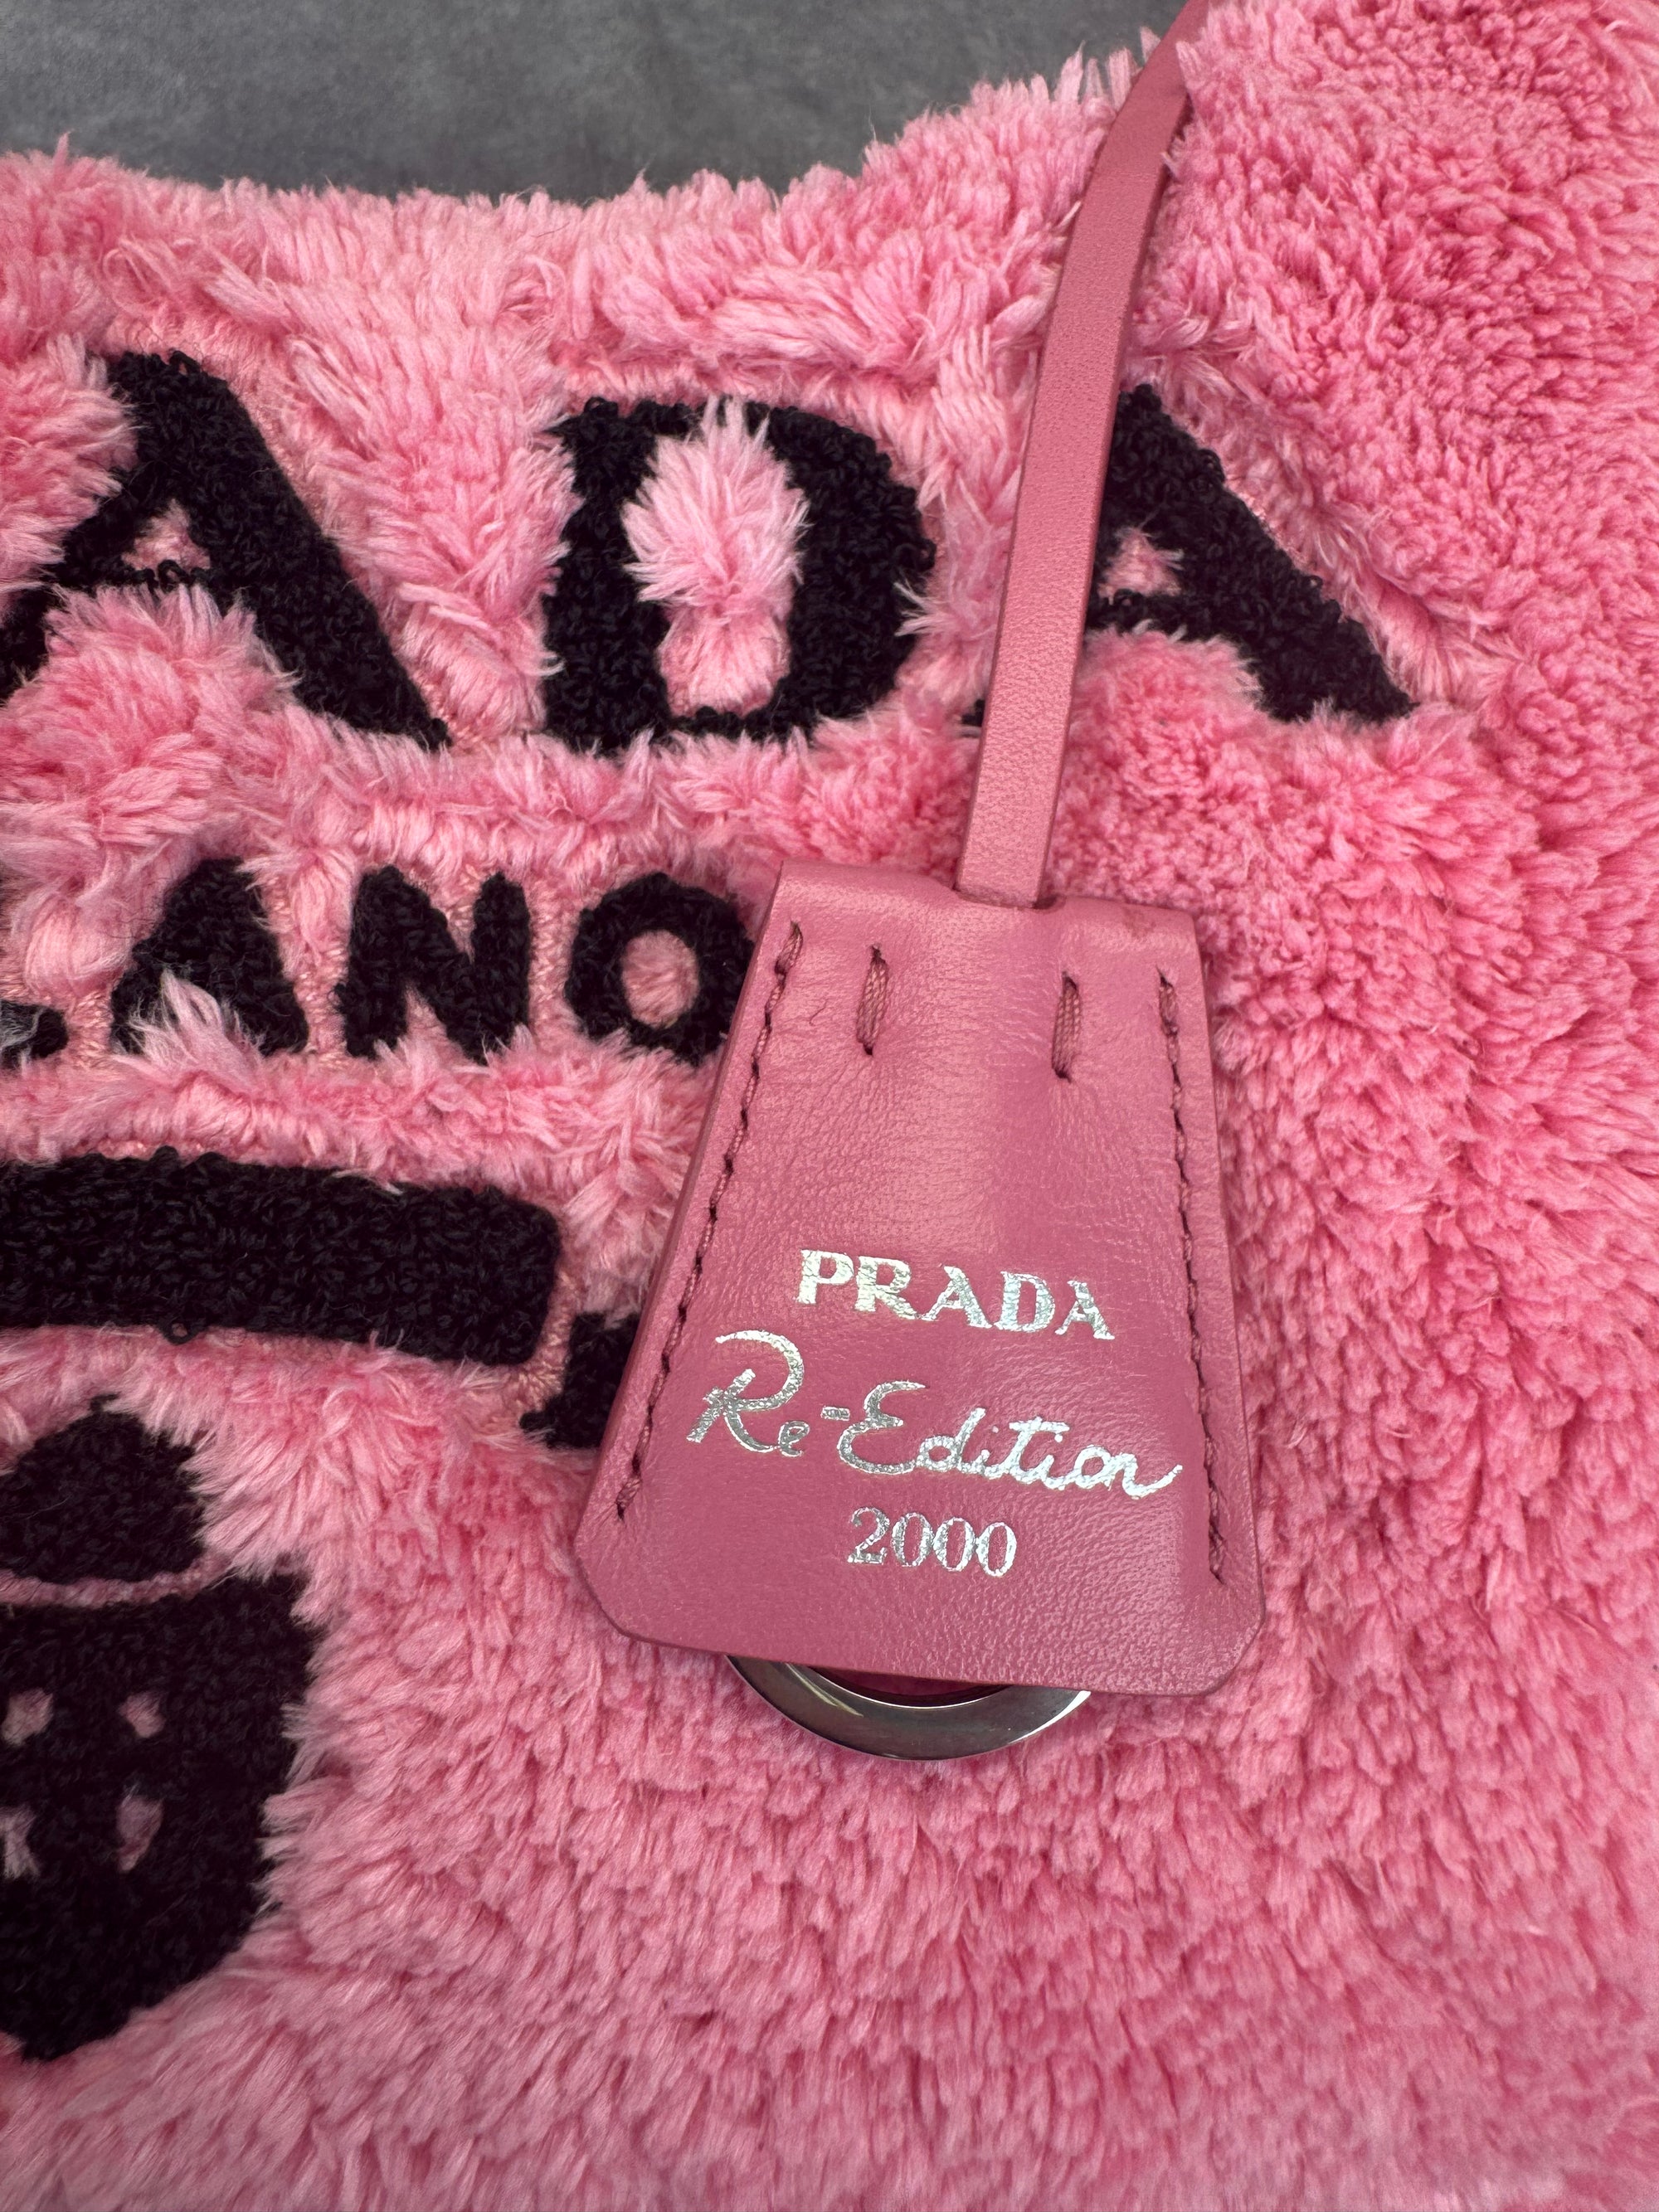 ADA
LANO
PRADA
Re-Edition
2000